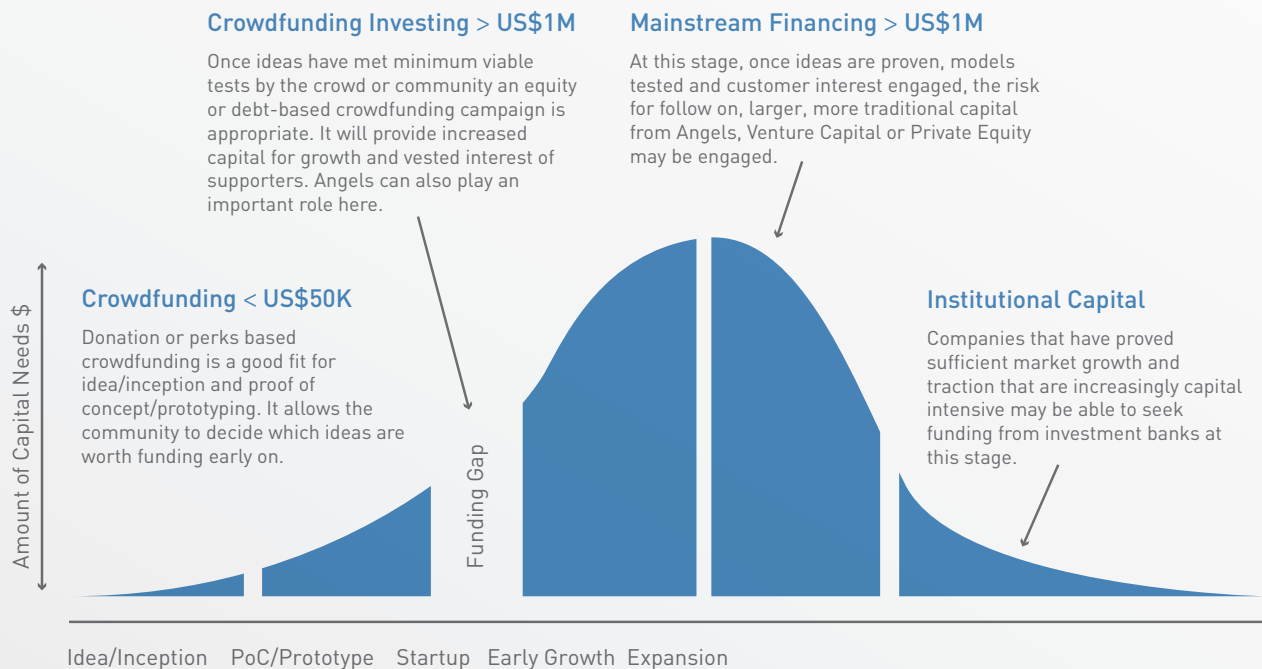 Crowdfunding Investing > US$1M
Once ideas have met minimum viable
tests by the crowd or community an equity
or debt-based crowdfunding campaign is
appropriate. It will provide increased
capital for growth and vested interest of
supporters. Angels can also play an
important role here.
Mainstream Financing > US$1M
At this stage, once ideas are proven, models
tested and customer interest engaged, the risk
for follow on, larger, more traditional capital
from Angels, Venture Capital or Private Equity
may be engaged.
Crowdfunding < US$50K
Donation or perks based
crowdfunding is a good fit for
idea/inception and proof of
concept/prototyping. It allows the
community to decide which ideas are
worth funding early on.
Institutional Capital
Companies that have proved
sufficient market growth and
traction that are increasingly capital
intensive may be able to seek
funding from investment banks at
this stage.
Amount of Capital Needs $
Funding Gap
Idea/Inception PoC/Prototype Startup Early Growth Expansion